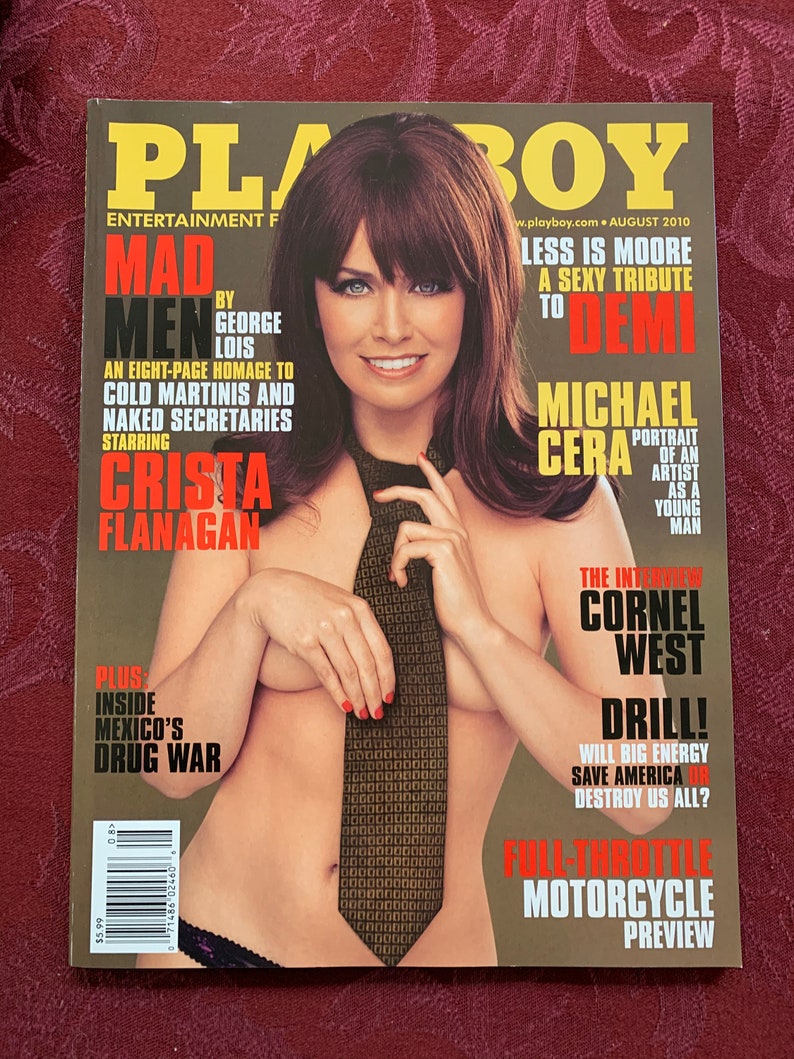 PLAYBOY
ENTERTAINMENT F
w.playboy.com • AUGUST 2010
MAD
MEN
BY
GEORGE
LOIS
AN EIGHT-PAGE HOMAGE TO
COLD MARTINIS AND
NAKED SECRETARIES
STARRING
CRISTA
FLANAGAN
LESS IS MOORE
A SEXY TRIBUTE
TO DEMI
MICHAEL
CERA
PORTRAIT
OF AN
ARTIST
AS A
YOUNG
MAN
THE INTERVIEW
CORNEL
WEST
PLUS:
INSIDE
MEXICO'S
DRUG WAR
DRILL!
WILL BIG ENERGY
SAVE AMERICA OR
DESTROY US ALL?
FULL-THROTTLE
MOTORCYCLE
PREVIEW
$5.99
0 71486 02460 6
08>